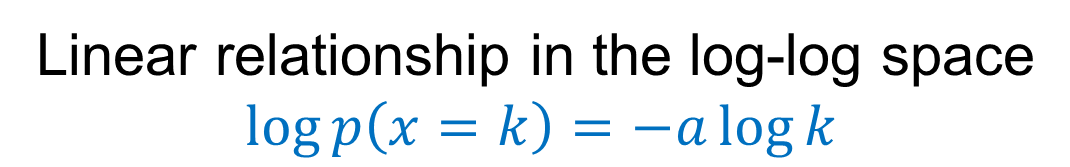 Linear relationship in the log-log space
log p(x = k) = −a log k